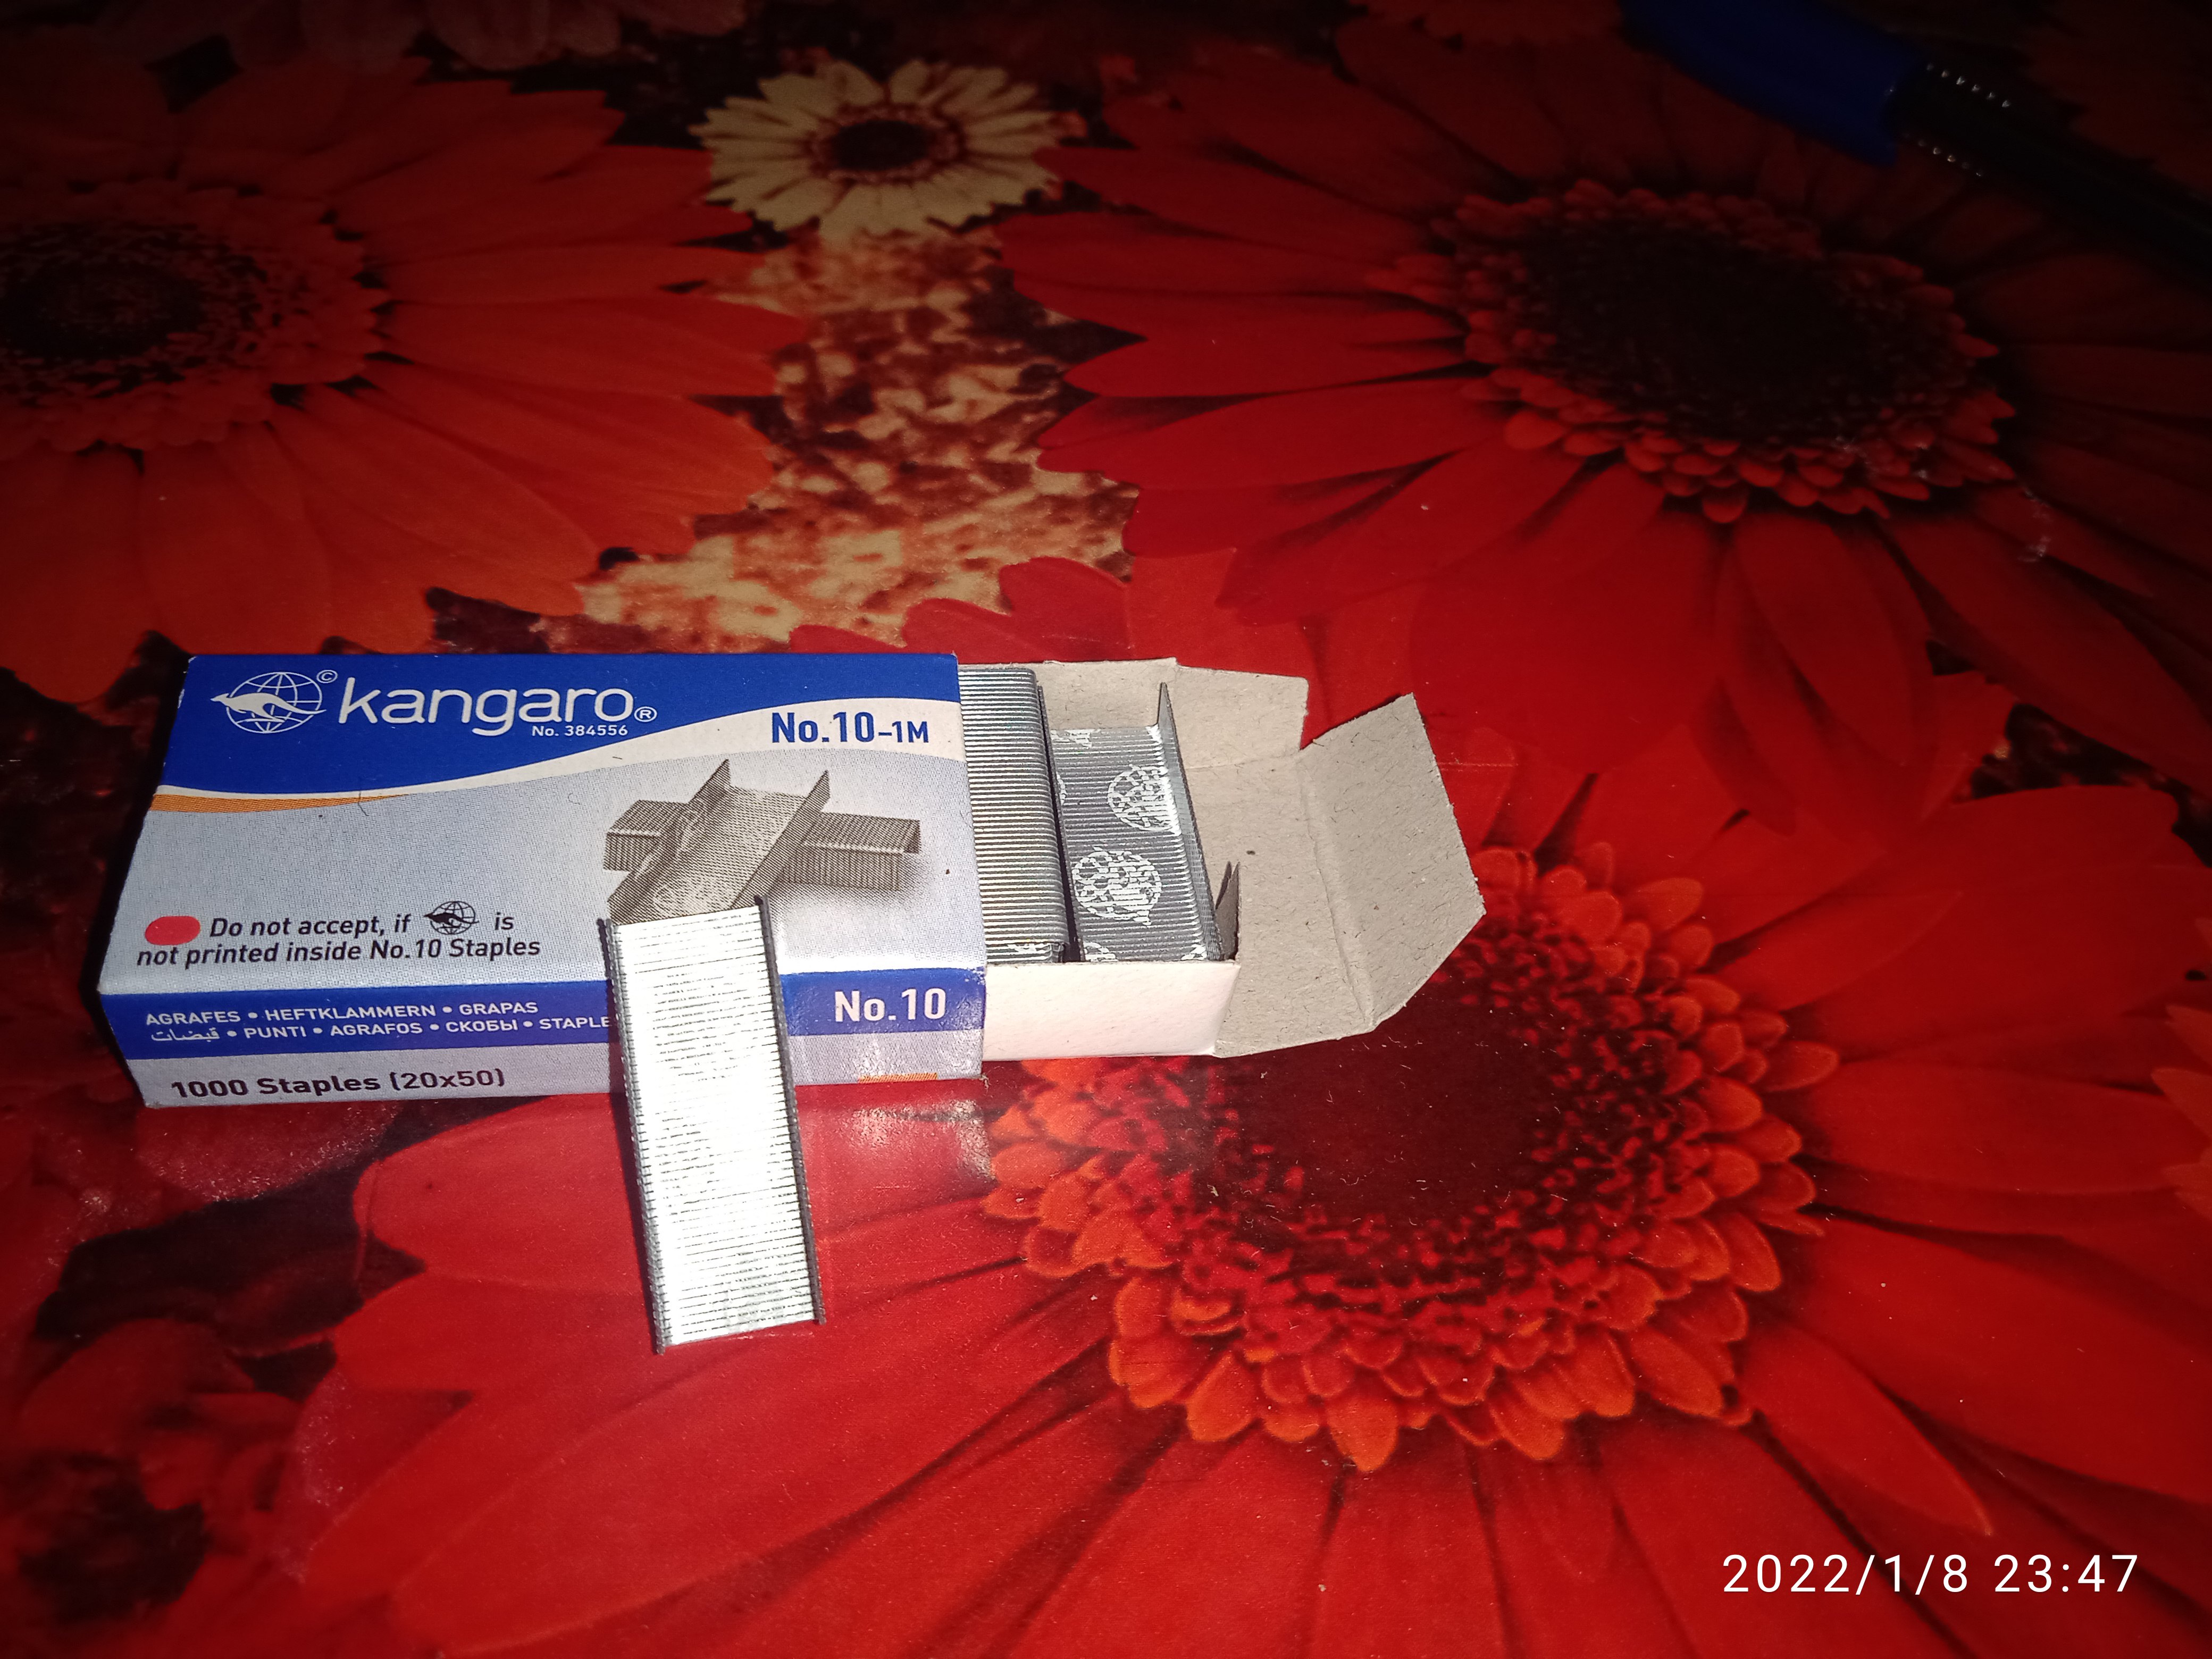 ©
kangaro®
No. 384556
No.10-1M
Do not accept, if is
not printed inside No.10 Staples
AGRAFES • HEFTKLAMMERN • GRAPAS
قبضات • PUNTI • AGRAFOS • СКОБЫ • STAPLE
No.10
1000 Staples (20x50)
2022/1/8 23:47